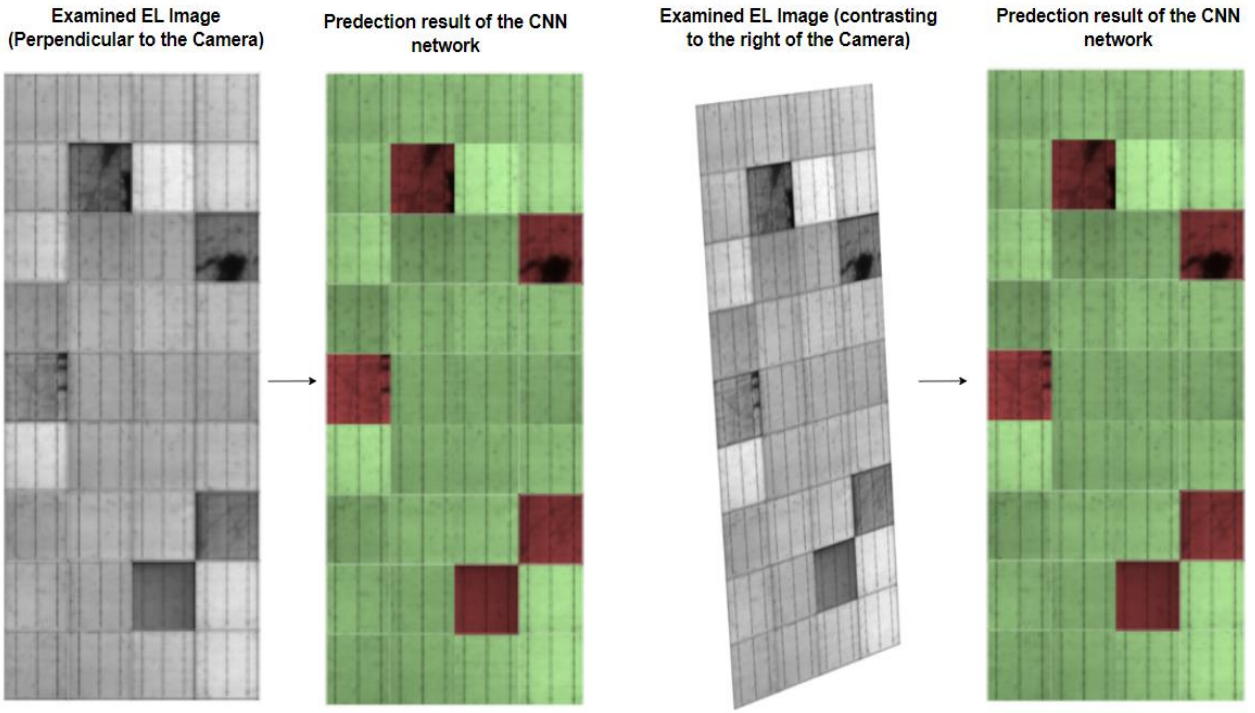 Examined EL Image
(Perpendicular to the Camera)
Predection result of the CNN
network
Examined EL Image (contrasting
to the right of the Camera)
Predection result of the CNN
network